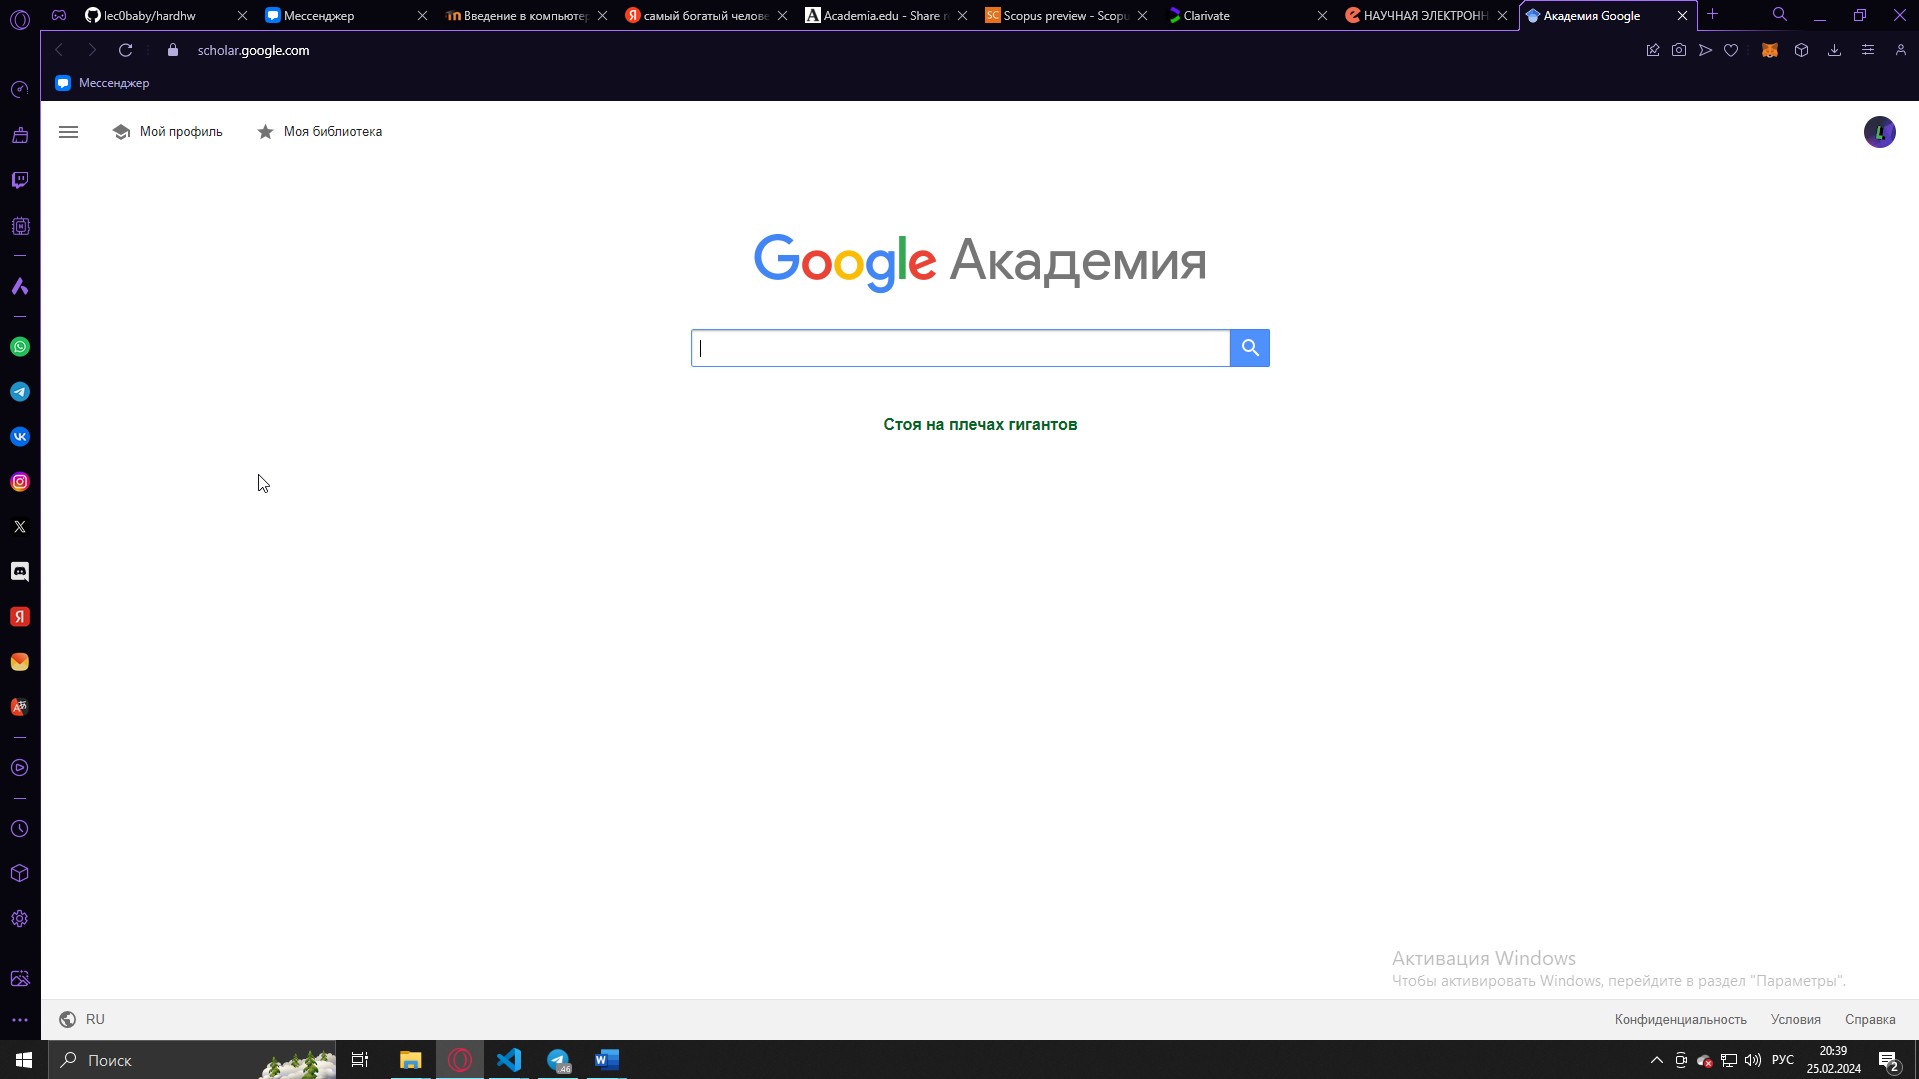 lec0baby/hardhw
Мессенджер
Введение в компьютер
самый богатый челове
Academia.edu - Share r
Scopus preview - Scopu
Clarivate
НАУЧНАЯ ЭЛЕКТРОНН
Академия Google
scholar.google.com
Мессенджер
Мой профиль
Моя библиотека
Google Академия
Стоя на плечах гигантов
Активация Windows
Чтобы активировать Windows, перейдите в раздел "Параметры".
RU
Конфиденциальность
Условия
Справка
Поиск
46
РУС
20:39
25.02.2024
2